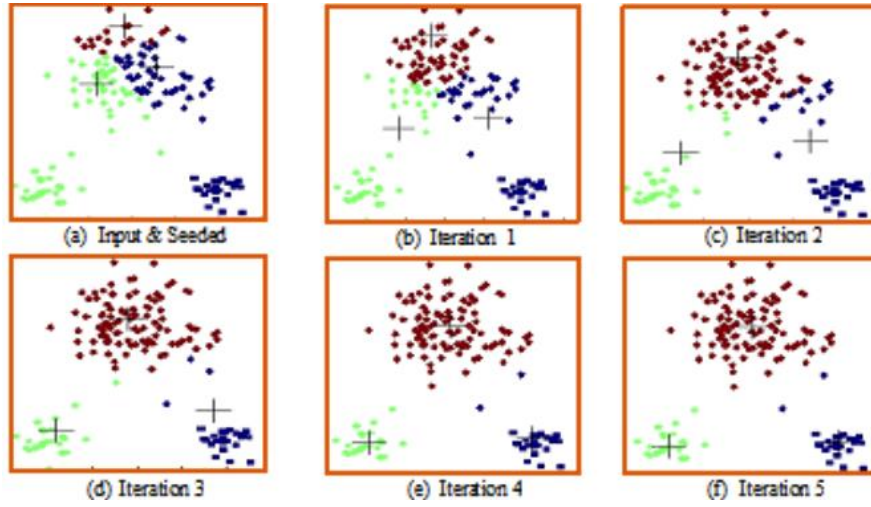 (a) Input & Seeded
(b) Iteration 1
(c) Iteration 2
(d) Iteration 3
(e) Iteration 4
(f) Iteration 5